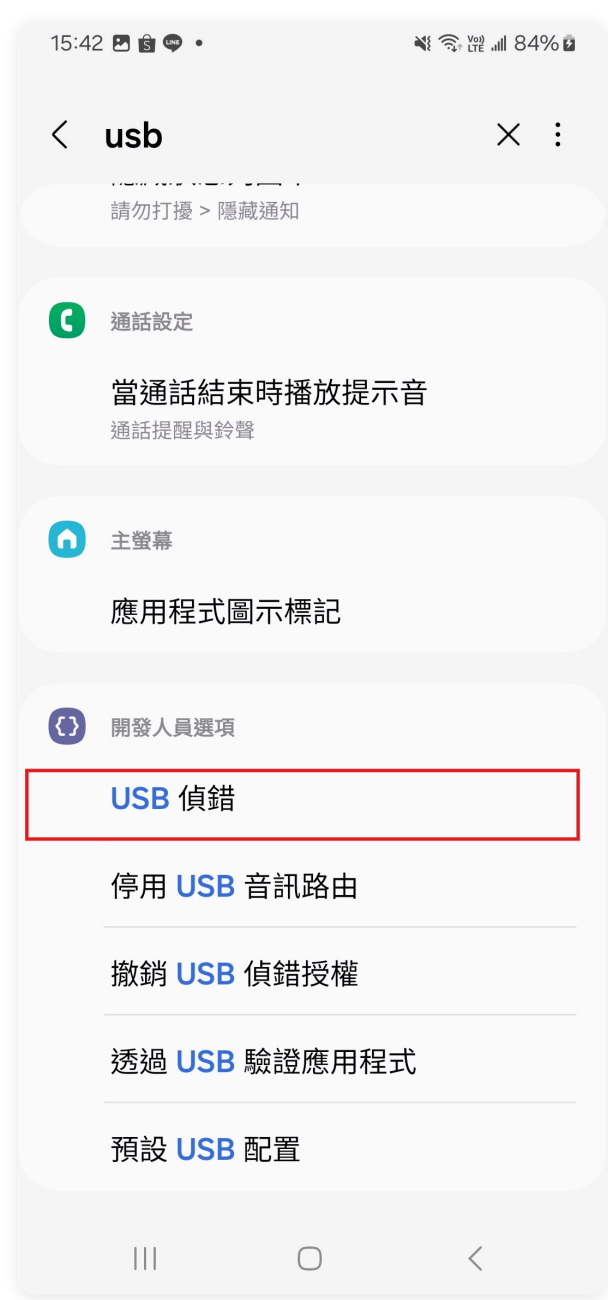 15:42
LTE 84%
usb
請勿打擾 > 隱藏通知
通話設定
當通話結束時播放提示音
通話提醒與鈴聲
主螢幕
應用程式圖示標記
開發人員選項
USB 偵錯
停用 USB 音訊路由
撤銷 USB 偵錯授權
透過 USB 驗證應用程式
預設 USB 配置